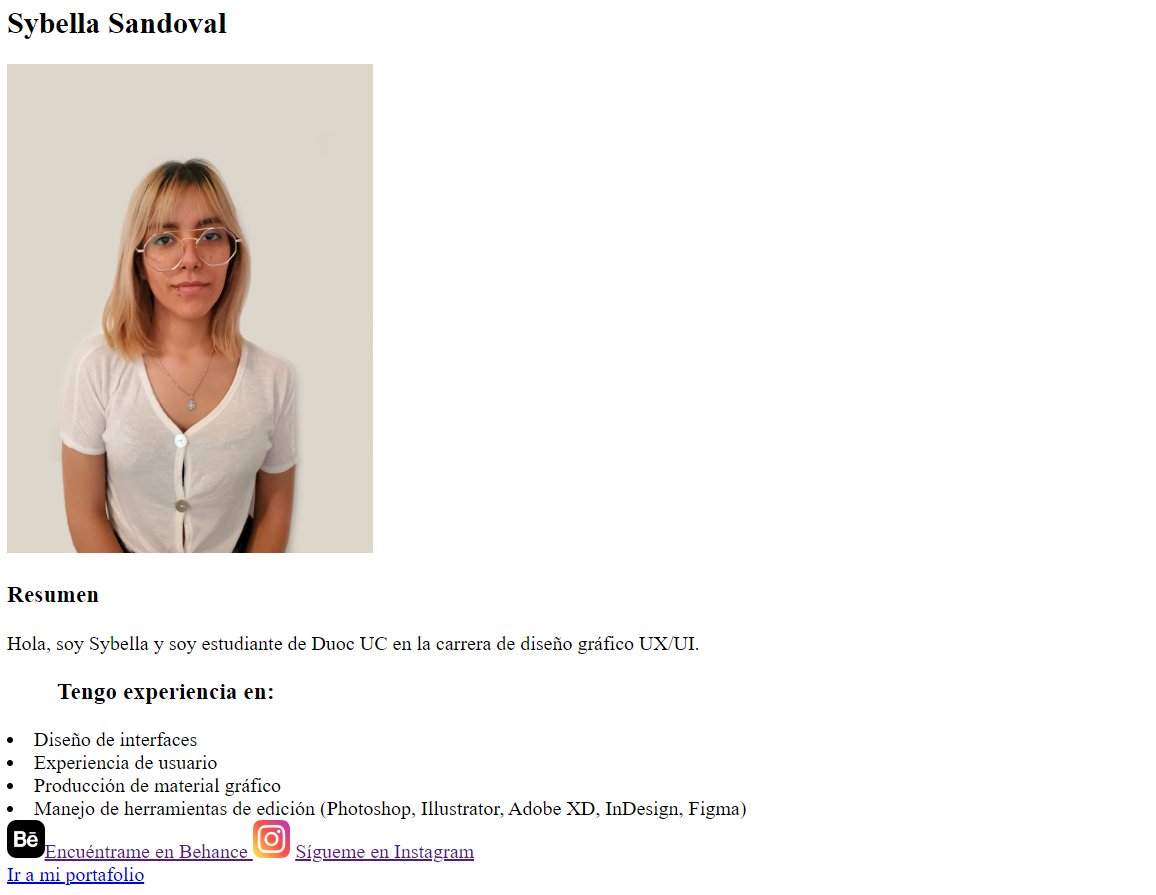 Sybella Sandoval
Resumen
Hola, soy Sybella y soy estudiante de Duoc UC en la carrera de diseño gráfico UX/UI.
Tengo experiencia en:
• Diseño de interfaces
• Experiencia de usuario
• Producción de material gráfico
• Manejo de herramientas de edición (Photoshop, Illustrator, Adobe XD, InDesign, Figma)
Bē Encuéntrame en Behance Sígueme en Instagram
Ir a mi portafolio